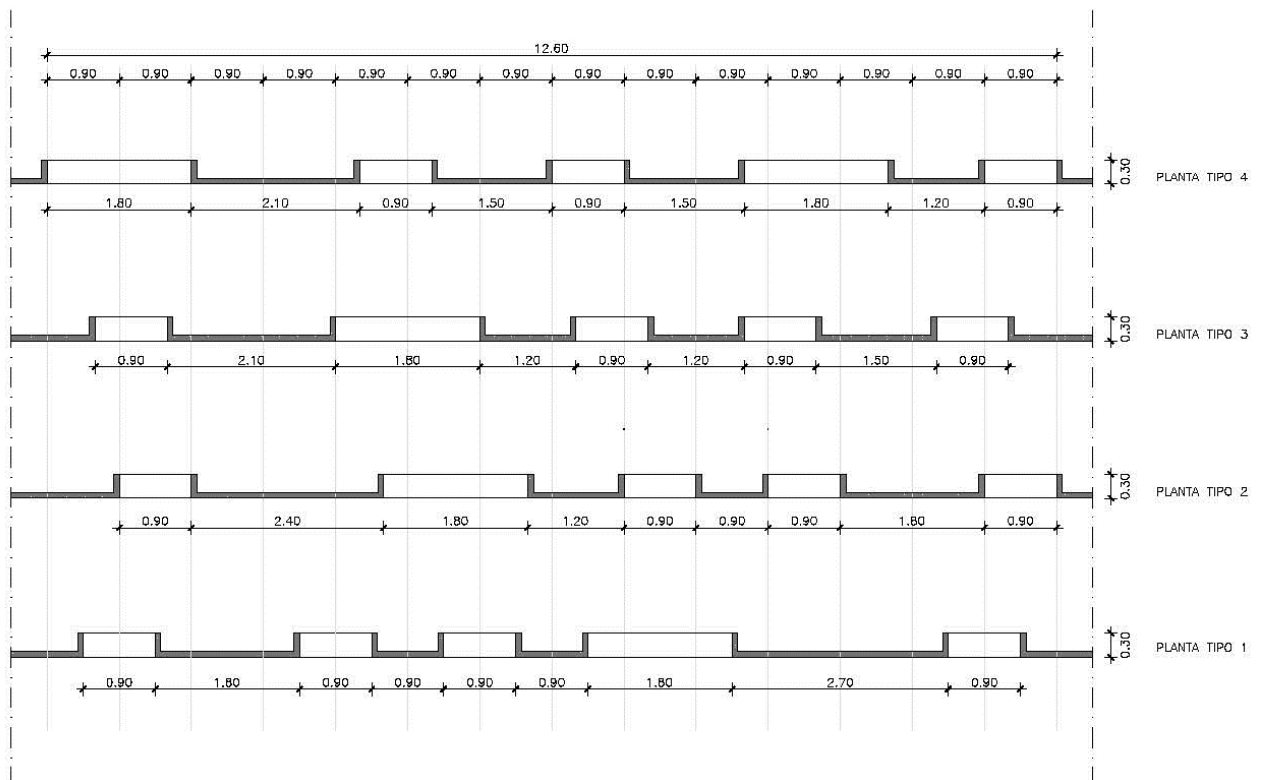 12.60
0.90 0.90 0.90 0.90 0.90 0.90 0.90 0.90 0.90 0.90 0.90 0.90 0.90 0.90
0.30 PLANTA TIPO 4
1.80 2.10 0.90 1.50 0.90 1.50 1.80 1.20 0.90
0.30 PLANTA TIPO 3
0.90 2.10 1.80 1.20 0.90 1.20 0.90 1.50 0.90
0.30 PLANTA TIPO 2
0.90 2.40 1.80 1.20 0.90 0.90 0.90 1.80 0.90
0.30 PLANTA TIPO 1
0.90 1.80 0.90 0.90 0.90 0.90 1.80 2.70 0.90